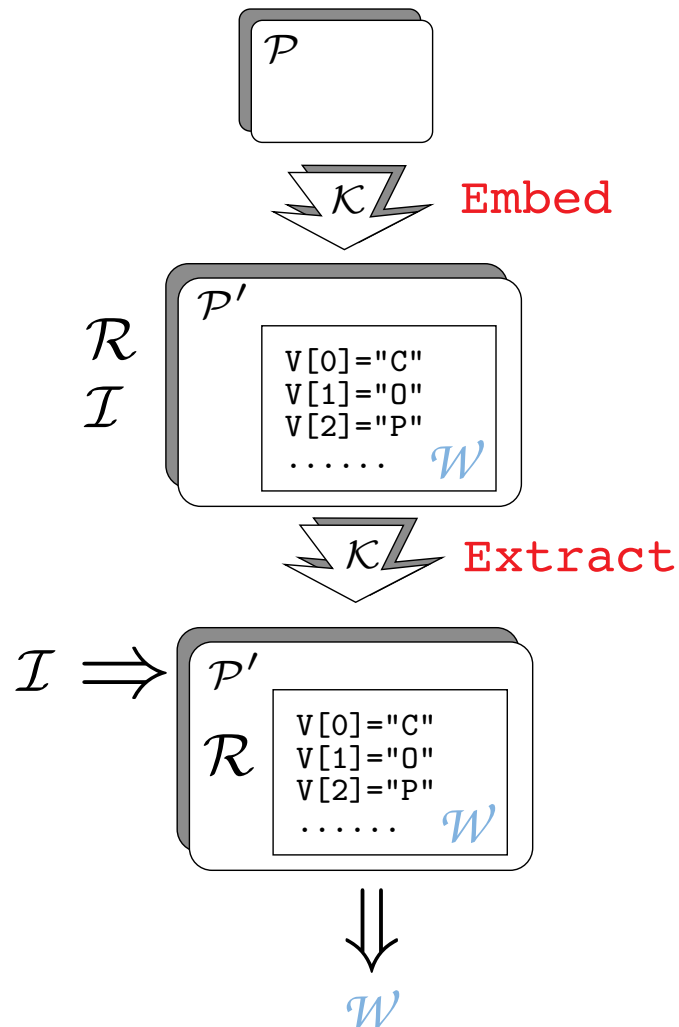 𝒫
𝒦 Embed
𝒫′
ℛ
ℐ
V[0]="C"
V[1]="O"
V[2]="P"
...... 𝒲
𝒦 Extract
ℐ ⇒ 𝒫′
ℛ
V[0]="C"
V[1]="O"
V[2]="P"
...... 𝒲
⇓
𝒲